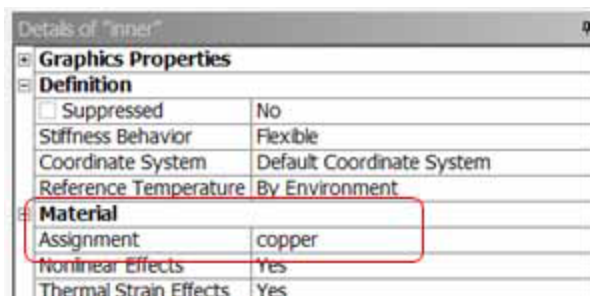 Details of "inner"
Graphics Properties
Definition
Suppressed No
Stiffness Behavior Flexible
Coordinate System Default Coordinate System
Reference Temperature By Environment
Material
Assignment copper
Nonlinear Effects Yes
Thermal Strain Effects Yes